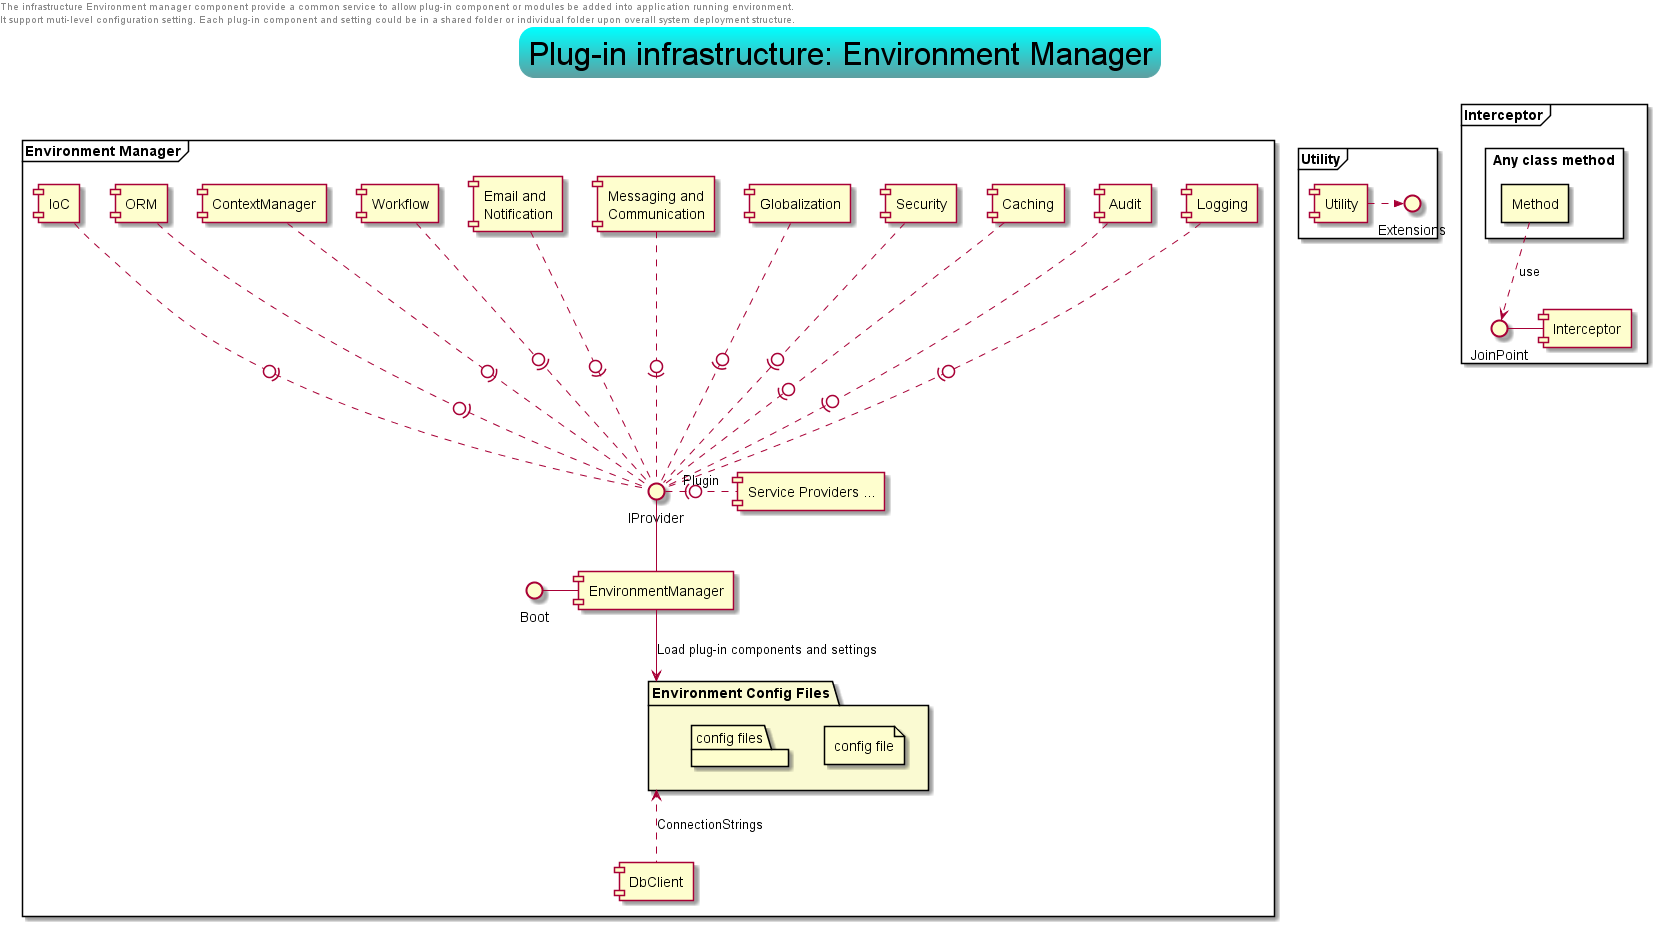 The infrastructure Environment manager component provide a common service to allow plug-in component or modules be added into application running environment.
It support muti-level configuration setting. Each plug-in component and setting could be in a shared folder or individual folder upon overall system deployment structure.
Plug-in infrastructure: Environment Manager
Environment Manager
IoC
ORM
ContextManager
Workflow
Email and
Notification
Messaging and
Communication
Globalization
Security
Caching
Audit
Logging
Plugin
Service Providers ...
IProvider
EnvironmentManager
Boot
Load plug-in components and settings
Environment Config Files
config files
config file
ConnectionStrings
DbClient
Utility
Utility
Extensions
Interceptor
Any class method
Method
use
JoinPoint
Interceptor